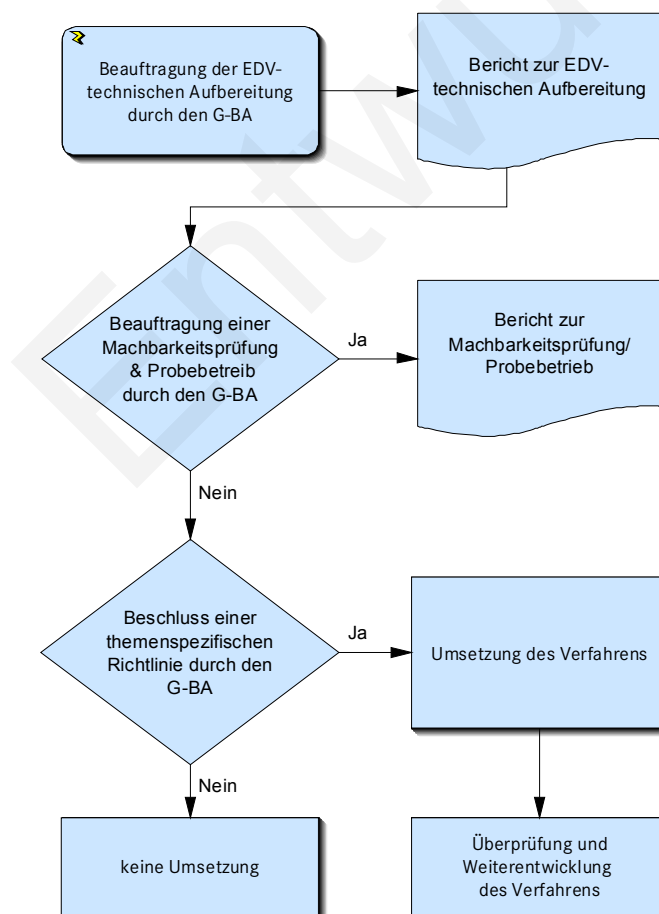 Beauftragung der EDV-
technischen Aufbereitung
durch den G-BA
Bericht zur EDV-
technischen Aufbereitung
Beauftragung einer
Machbarkeitsprüfung
& Probebetreib
durch den G-BA
Ja
Bericht zur
Machbarkeitsprüfung/
Probebetrieb
Nein
Beschluss einer
themenspezifischen
Richtlinie durch den
G-BA
Ja
Umsetzung des Verfahrens
Nein
keine Umsetzung
Überprüfung und
Weiterentwicklung
des Verfahrens
Entwu